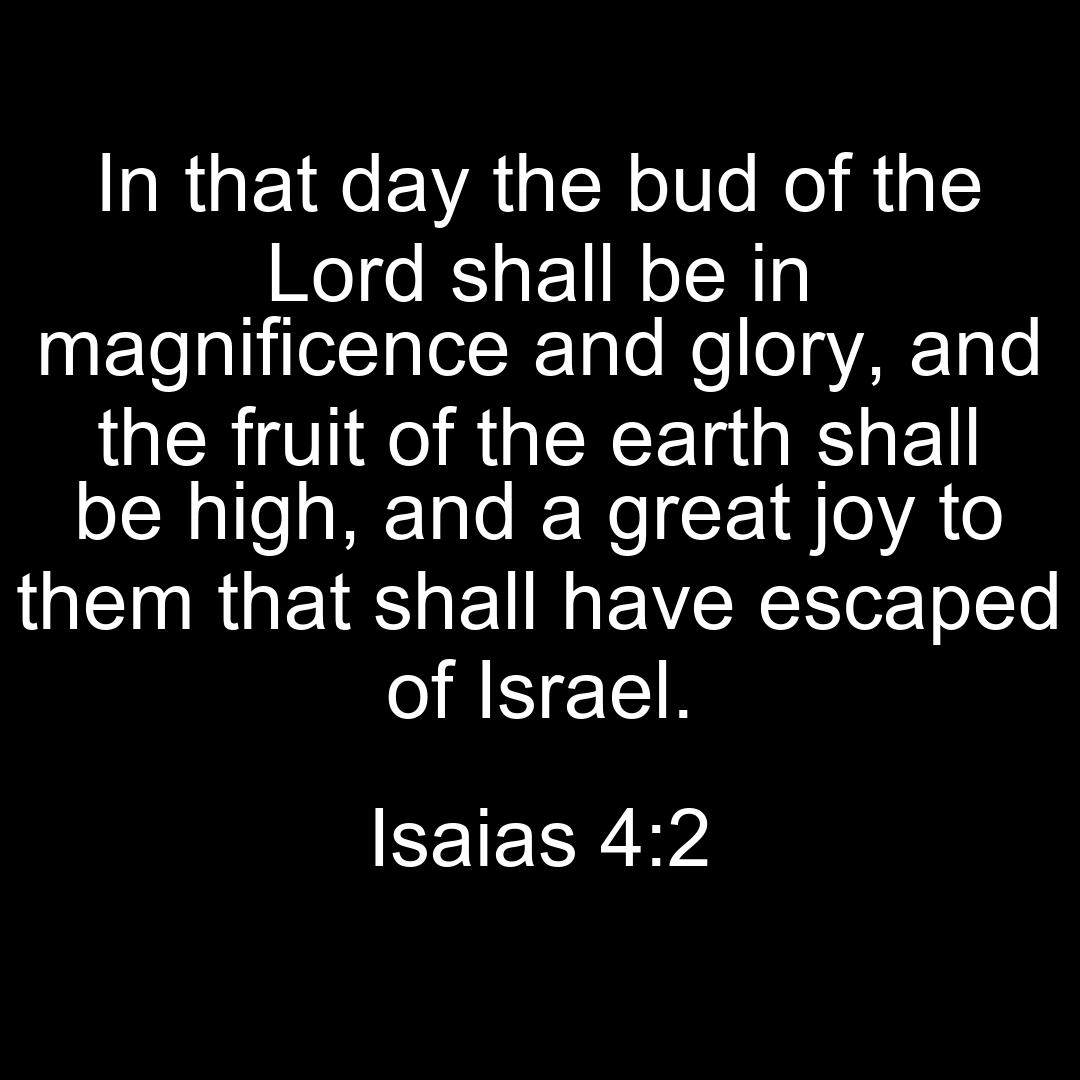 In that day the bud of the
Lord shall be in
magnificence and glory, and
the fruit of the earth shall
be high, and a great joy to
them that shall have escaped
of Israel.
Isaias 4:2